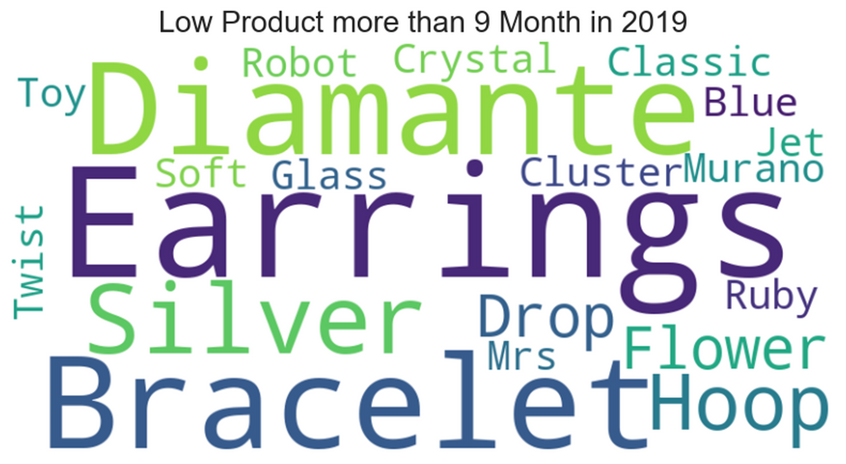 Low Product more than 9 Month in 2019
Robot Crystal Classic
Toy Diamante Blue
Jet
Soft Glass Cluster Murano
Earrings
Twist
Silver Drop Ruby
Mrs Flower
Bracelet Hoop